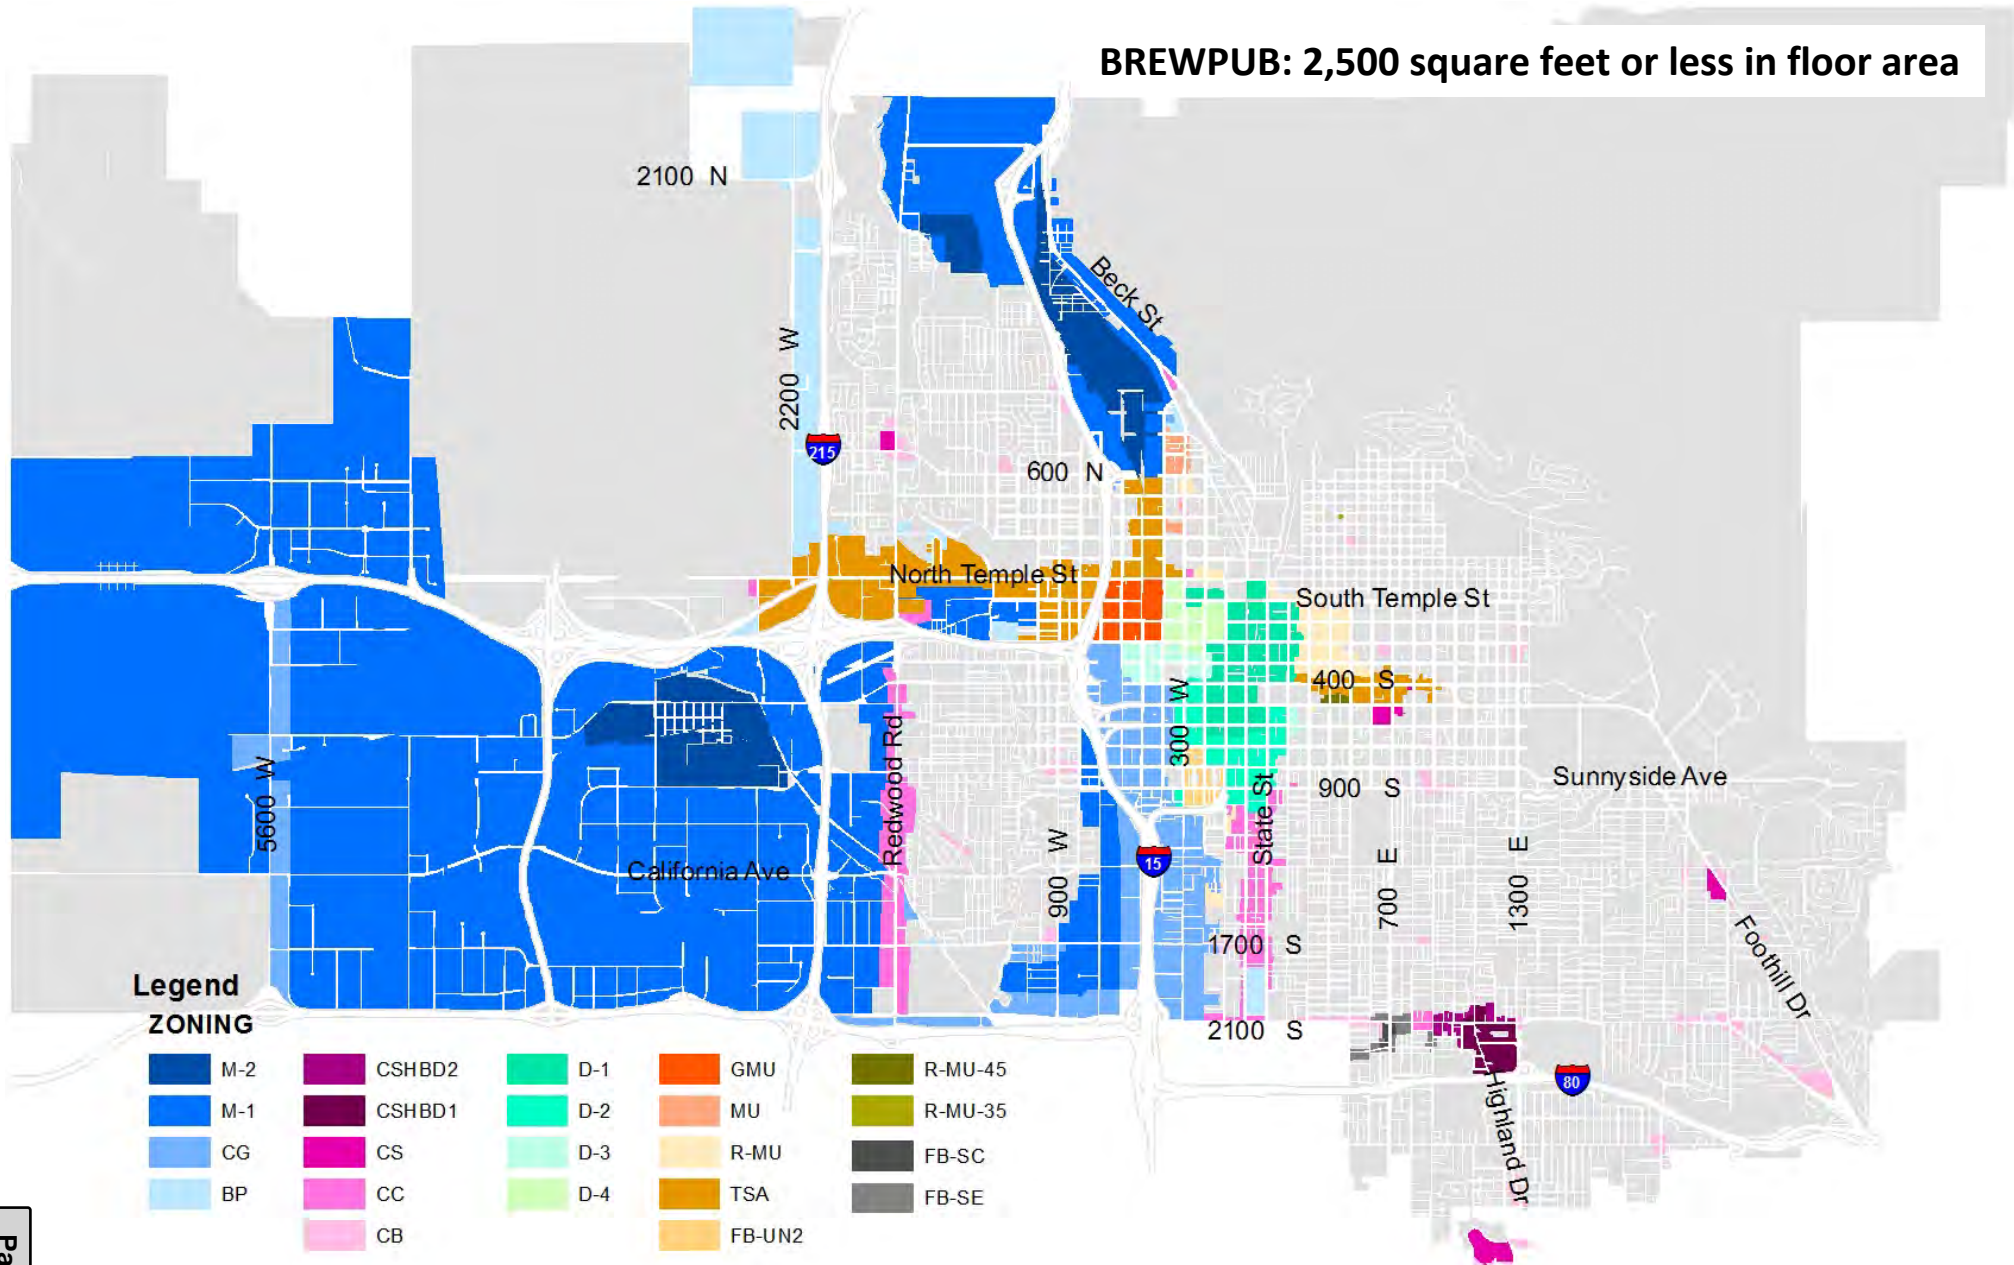 BREWPUB: 2,500 square feet or less in floor area
2100 N
Beck St
2200 W
215
600 N
North Temple St
South Temple St
400 S
300 W
Redwood Rd
5600 W
State St
900 S
Sunnyside Ave
California Ave
900 W
15
700 E
1300 E
Foothill Dr
1700 S
2100 S
80
Highland Dr
Legend
ZONING
M-2
M-1
CG
BP
CSHBD2
CSHBD1
CS
CC
CB
D-1
D-2
D-3
D-4
GMU
MU
R-MU
TSA
FB-UN2
R-MU-45
R-MU-35
FB-SC
FB-SE
Pa